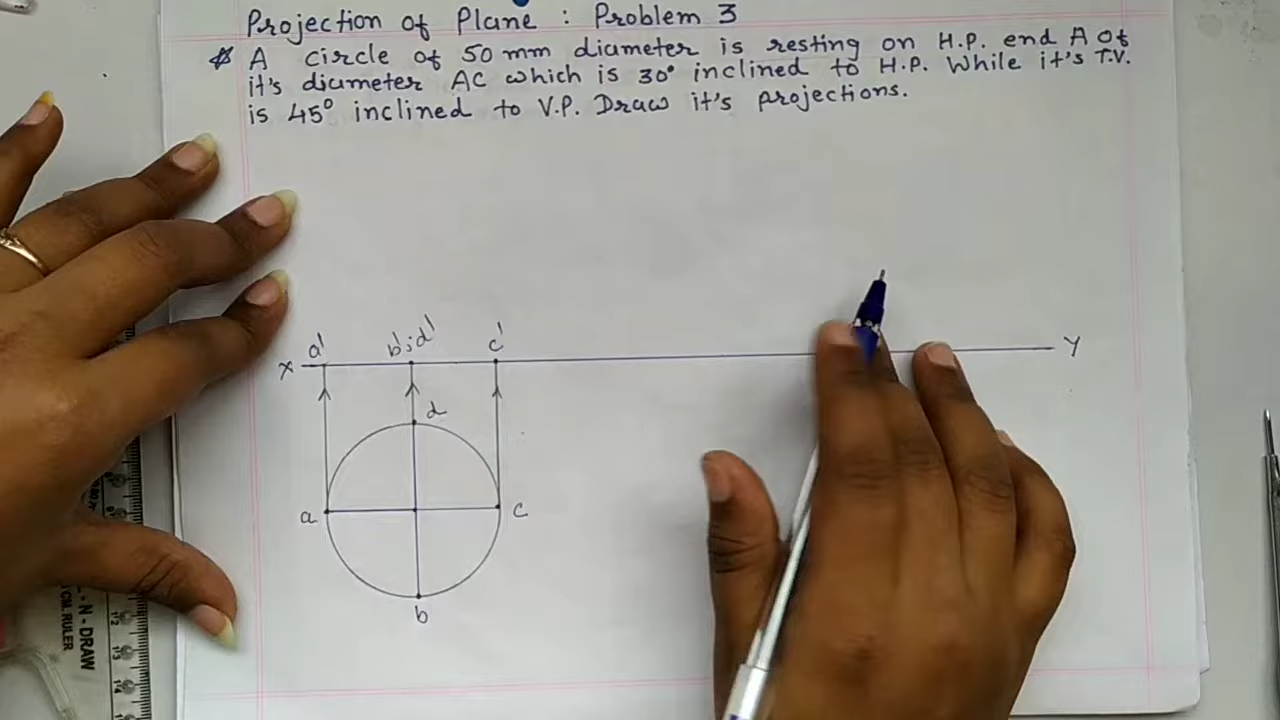 Projection of Plane : Problem 3
A circle of 50 mm diameter is resting on H.P. end A of
it's diameter AC which is 30° inclined to H.P. While it's T.V.
is 45° inclined to V.P. Draw it's projections.
X a' b';d' c' Y
d
a c
b
N-DRAW
CM. RULER